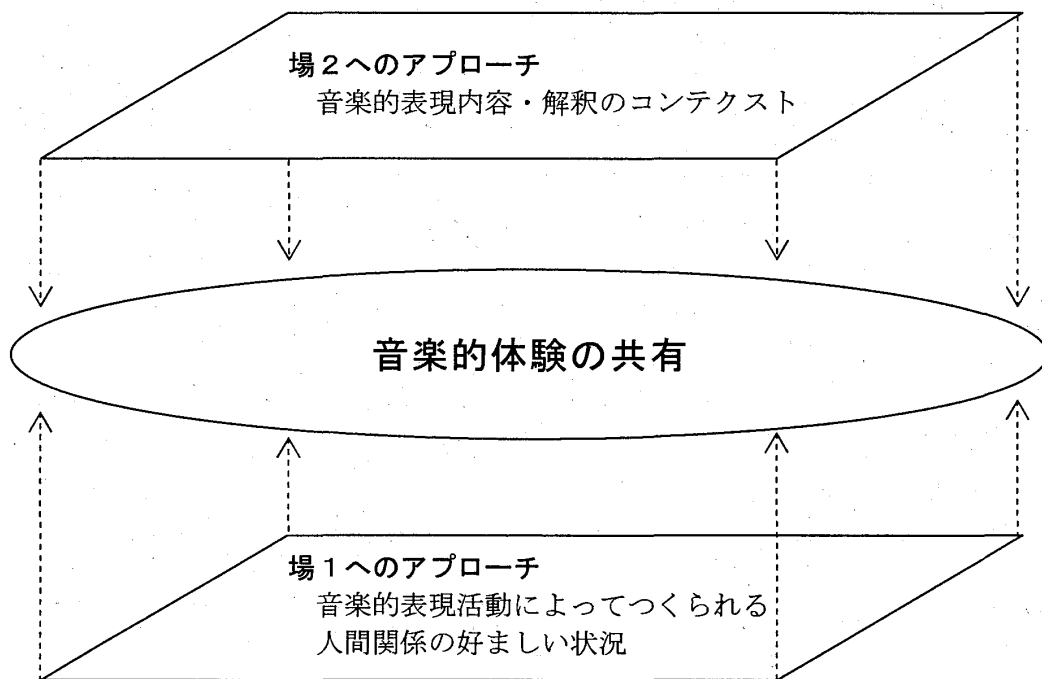 場2へのアプローチ
音楽的表現内容・解釈のコンテクスト
音楽的体験の共有
場1へのアプローチ
音楽的表現活動によってつくられる
人間関係の好ましい状況